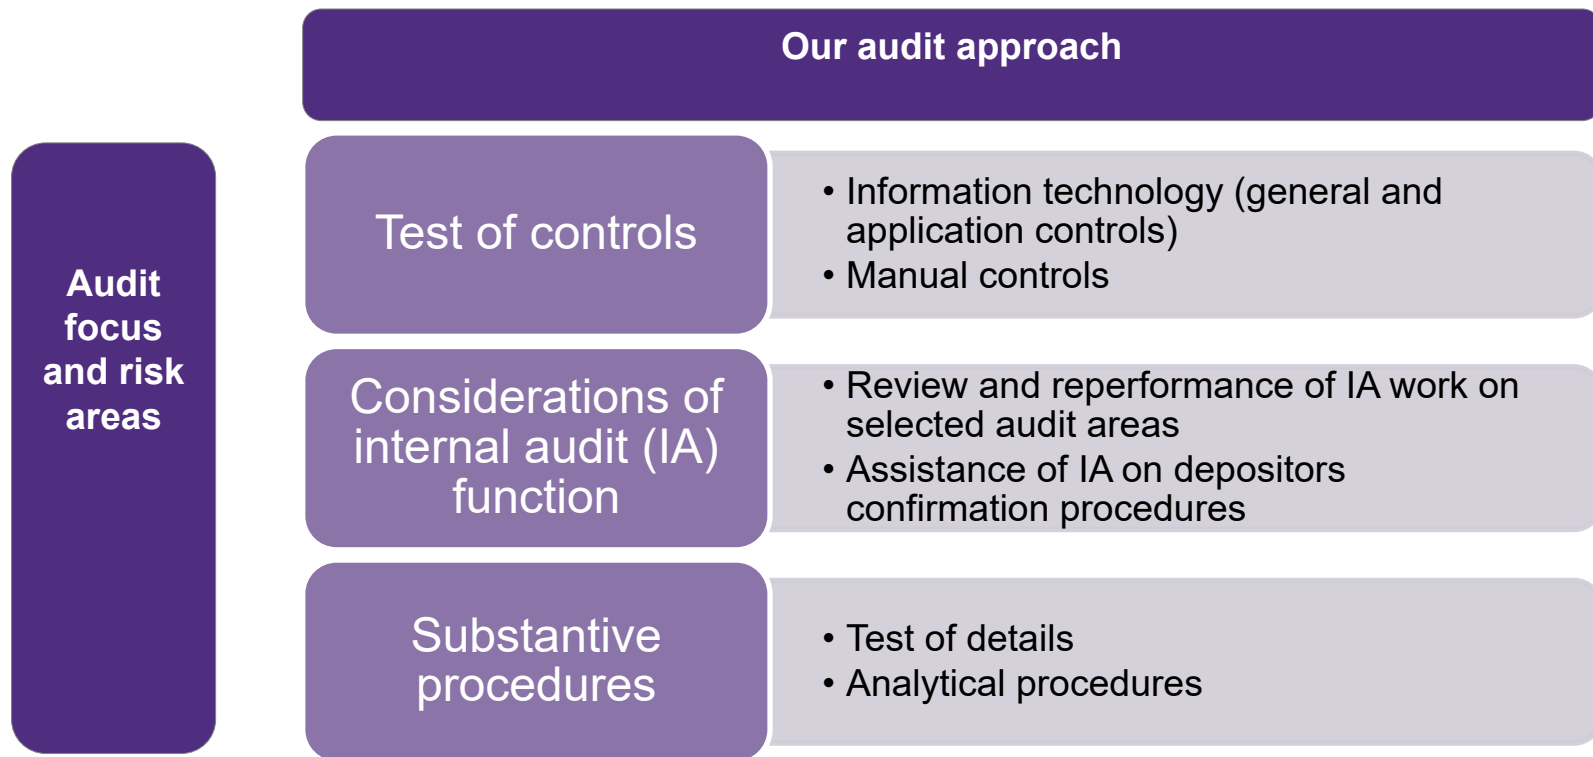 Our audit approach
Audit
focus
and risk
areas
Test of controls
• Information technology (general and
application controls)
• Manual controls
Considerations of
internal audit (IA)
function
• Review and reperformance of IA work on
selected audit areas
• Assistance of IA on depositors
confirmation procedures
Substantive
procedures
• Test of details
• Analytical procedures